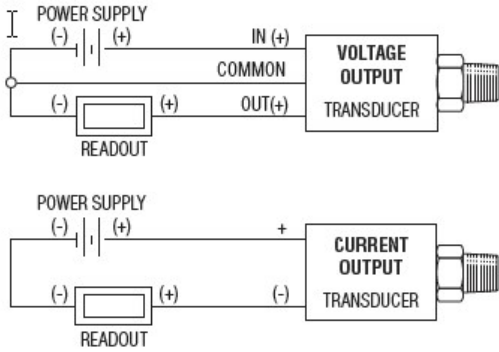 POWER SUPPLY
(-) (+) IN (+)
COMMON
(-) (+) OUT(+)
READOUT
VOLTAGE
OUTPUT
TRANSDUCER
POWER SUPPLY
(-) (+) +
(-) (+) (-)
READOUT
CURRENT
OUTPUT
TRANSDUCER